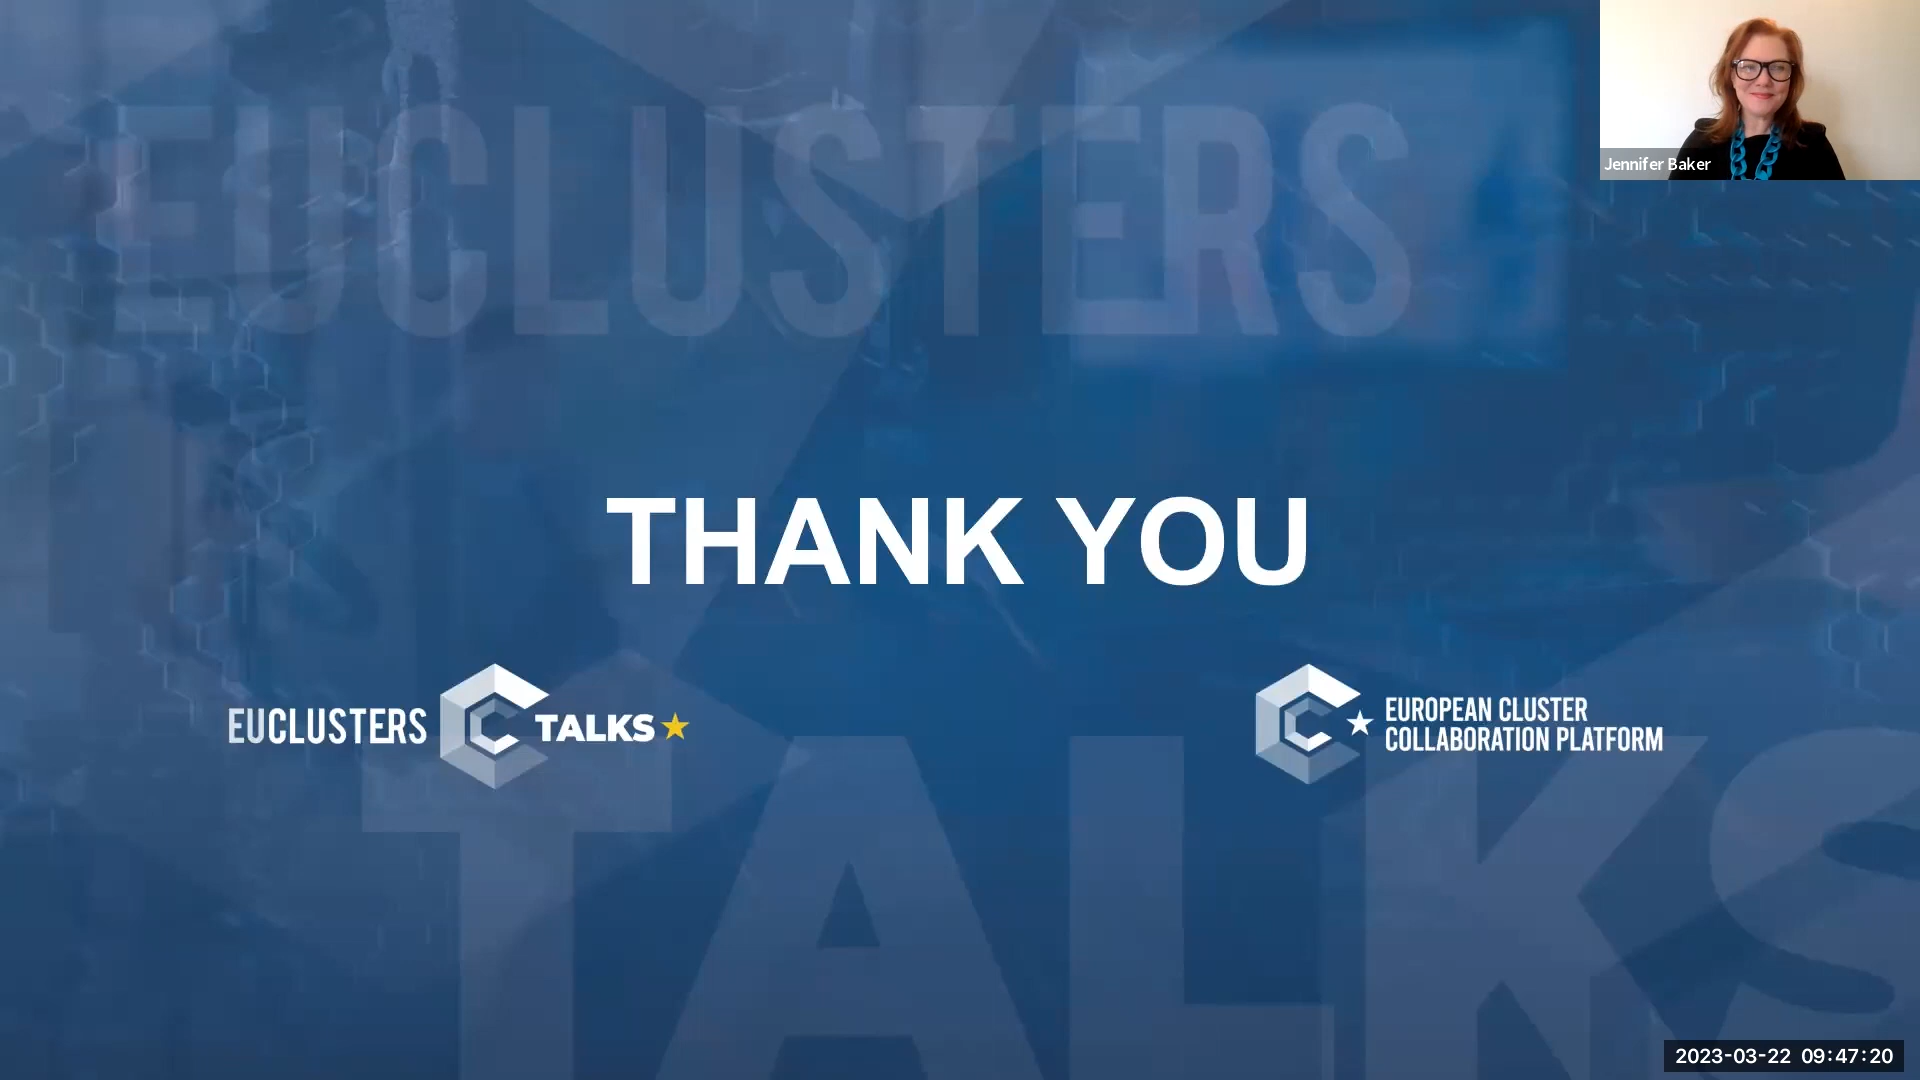 EUCLUSTERS
Jennifer Baker
THANK YOU
EUCLUSTERS TALKS
EUROPEAN CLUSTER
COLLABORATION PLATFORM
TALKS
2023-03-22 09:47:20